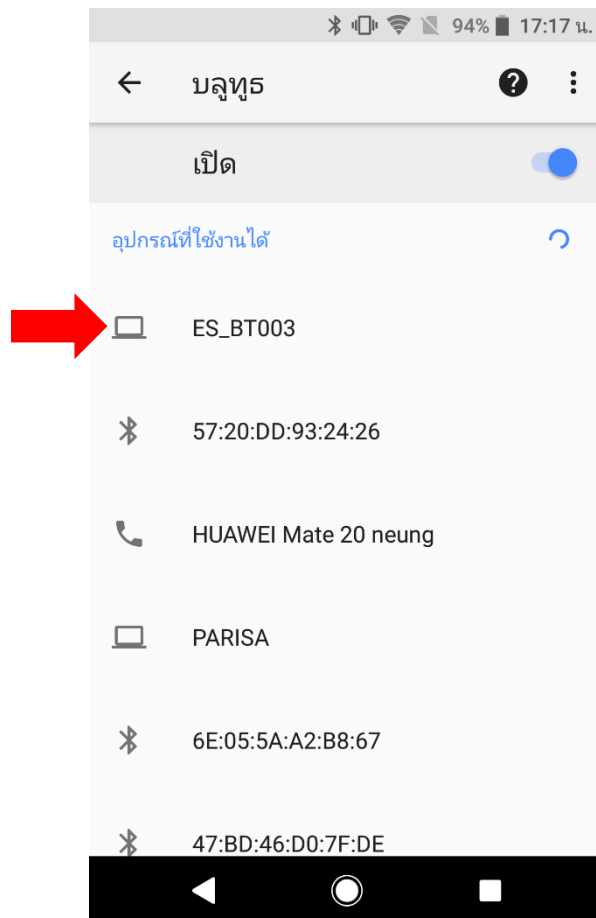 94% 17:17 น.
บลูทูธ
เปิด
อุปกรณ์ที่ใช้งานได้
ES_BT003
57:20:DD:93:24:26
HUAWEI Mate 20 neung
PARISA
6E:05:5A:A2:B8:67
47:BD:46:D0:7F:DE